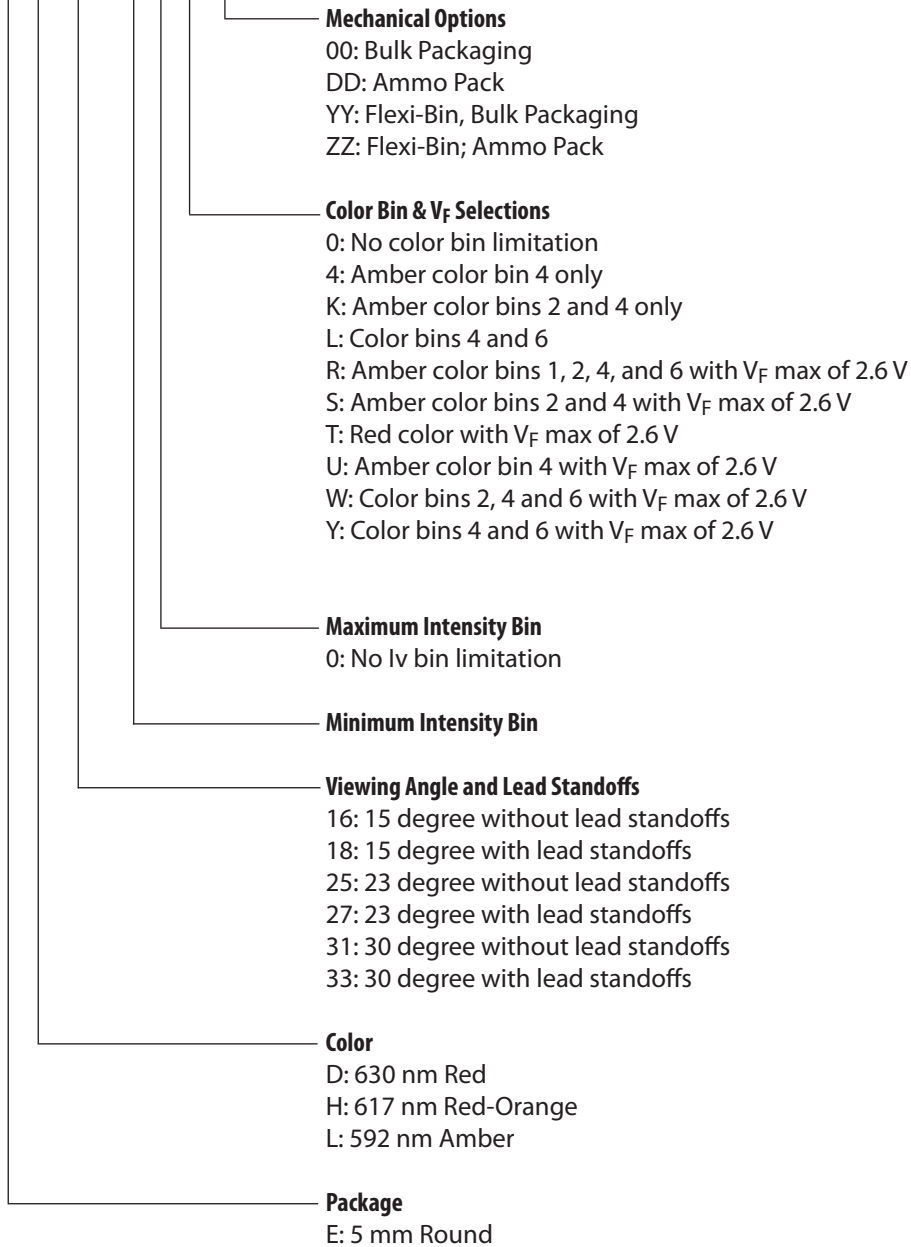 Mechanical Options
00: Bulk Packaging
DD: Ammo Pack
YY: Flexi-Bin, Bulk Packaging
ZZ: Flexi-Bin; Ammo Pack
Color Bin & VF Selections
0: No color bin limitation
4: Amber color bin 4 only
K: Amber color bins 2 and 4 only
L: Color bins 4 and 6
R: Amber color bins 1, 2, 4, and 6 with VF max of 2.6 V
S: Amber color bins 2 and 4 with VF max of 2.6 V
T: Red color with VF max of 2.6 V
U: Amber color bin 4 with VF max of 2.6 V
W: Color bins 2, 4 and 6 with VF max of 2.6 V
Y: Color bins 4 and 6 with VF max of 2.6 V
Maximum Intensity Bin
0: No Iv bin limitation
Minimum Intensity Bin
Viewing Angle and Lead Standoffs
16: 15 degree without lead standoffs
18: 15 degree with lead standoffs
25: 23 degree without lead standoffs
27: 23 degree with lead standoffs
31: 30 degree without lead standoffs
33: 30 degree with lead standoffs
Color
D: 630 nm Red
H: 617 nm Red-Orange
L: 592 nm Amber
Package
E: 5 mm Round